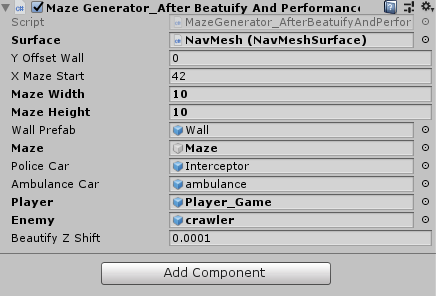 Maze Generator_After Beatuify And Performance
Script MazeGenerator_AfterBeatuifyAndPerfor
Surface NavMesh (NavMeshSurface)
Y Offset Wall 0
X Maze Start 42
Maze Width 10
Maze Height 10
Wall Prefab Wall
Maze Maze
Police Car Interceptor
Ambulance Car ambulance
Player Player_Game
Enemy crawler
Beautify Z Shift 0.0001
Add Component